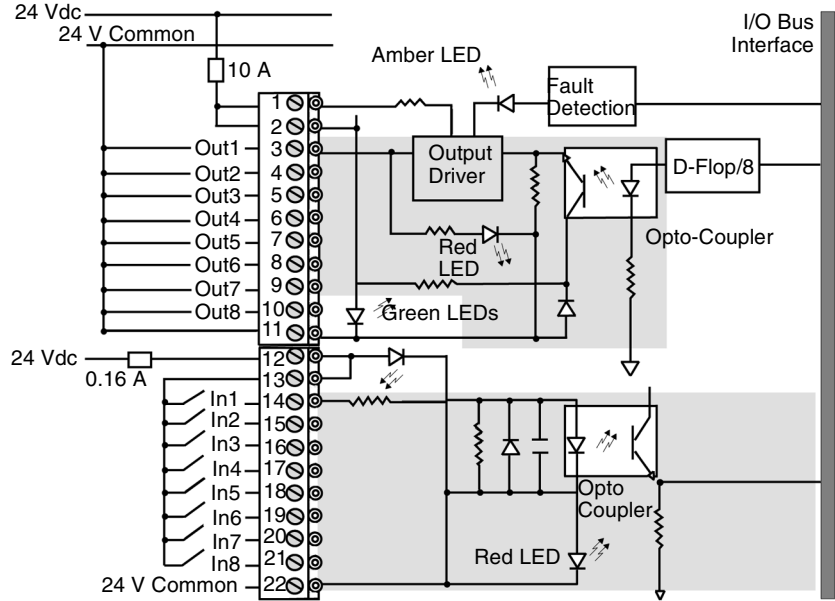 24 Vdc
24 V Common
10 A
Amber LED
I/O Bus
Interface
Fault
Detection
1
2
Out1 3
Out2 4
Out3 5
Out4 6
Out5 7
Out6 8
Out7 9
Out8 10
11
Output
Driver
D-Flop/8
Red
LED
Opto-Coupler
Green LEDs
24 Vdc
0.16 A
12
13
In1 14
In2 15
In3 16
In4 17
In5 18
In6 19
In7 20
In8 21
24 V Common 22
Opto
Coupler
Red LED